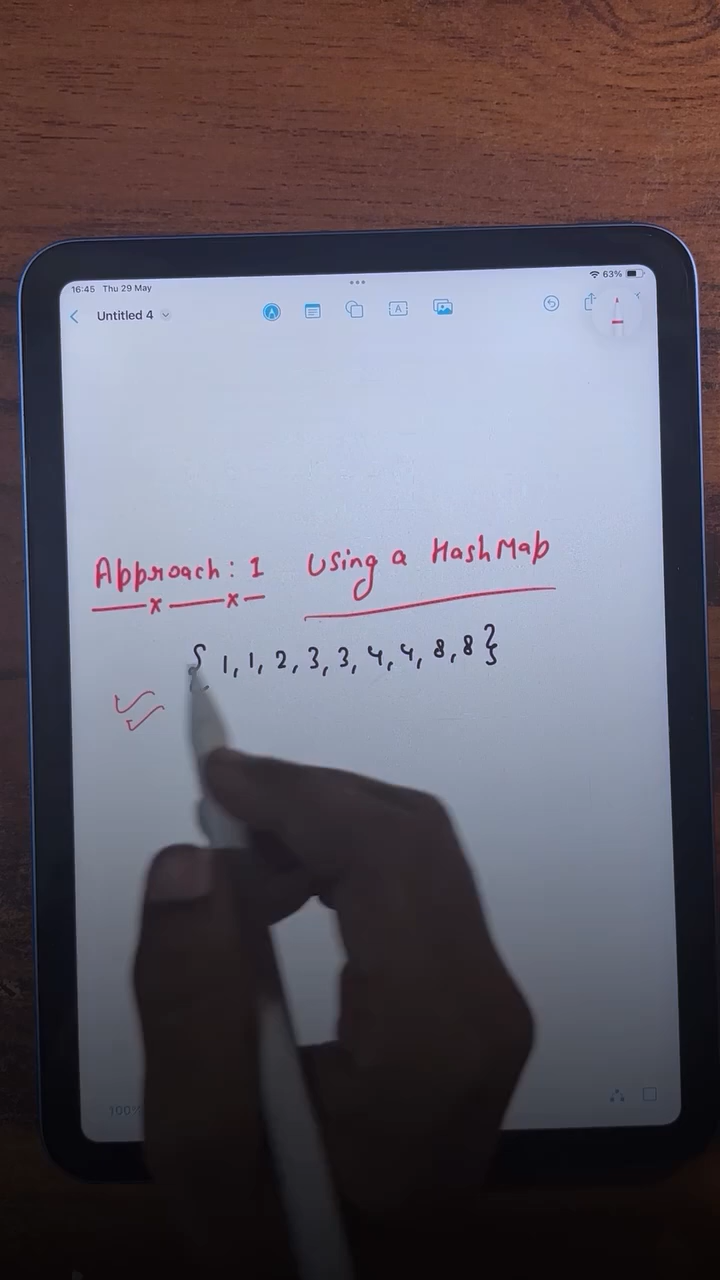 16:45 Thu 29 May
63%
Untitled 4
A
Approach: 1 Using a HashMap
{ 1, 1, 2, 3, 3, 4, 4, 8, 8 }
100%